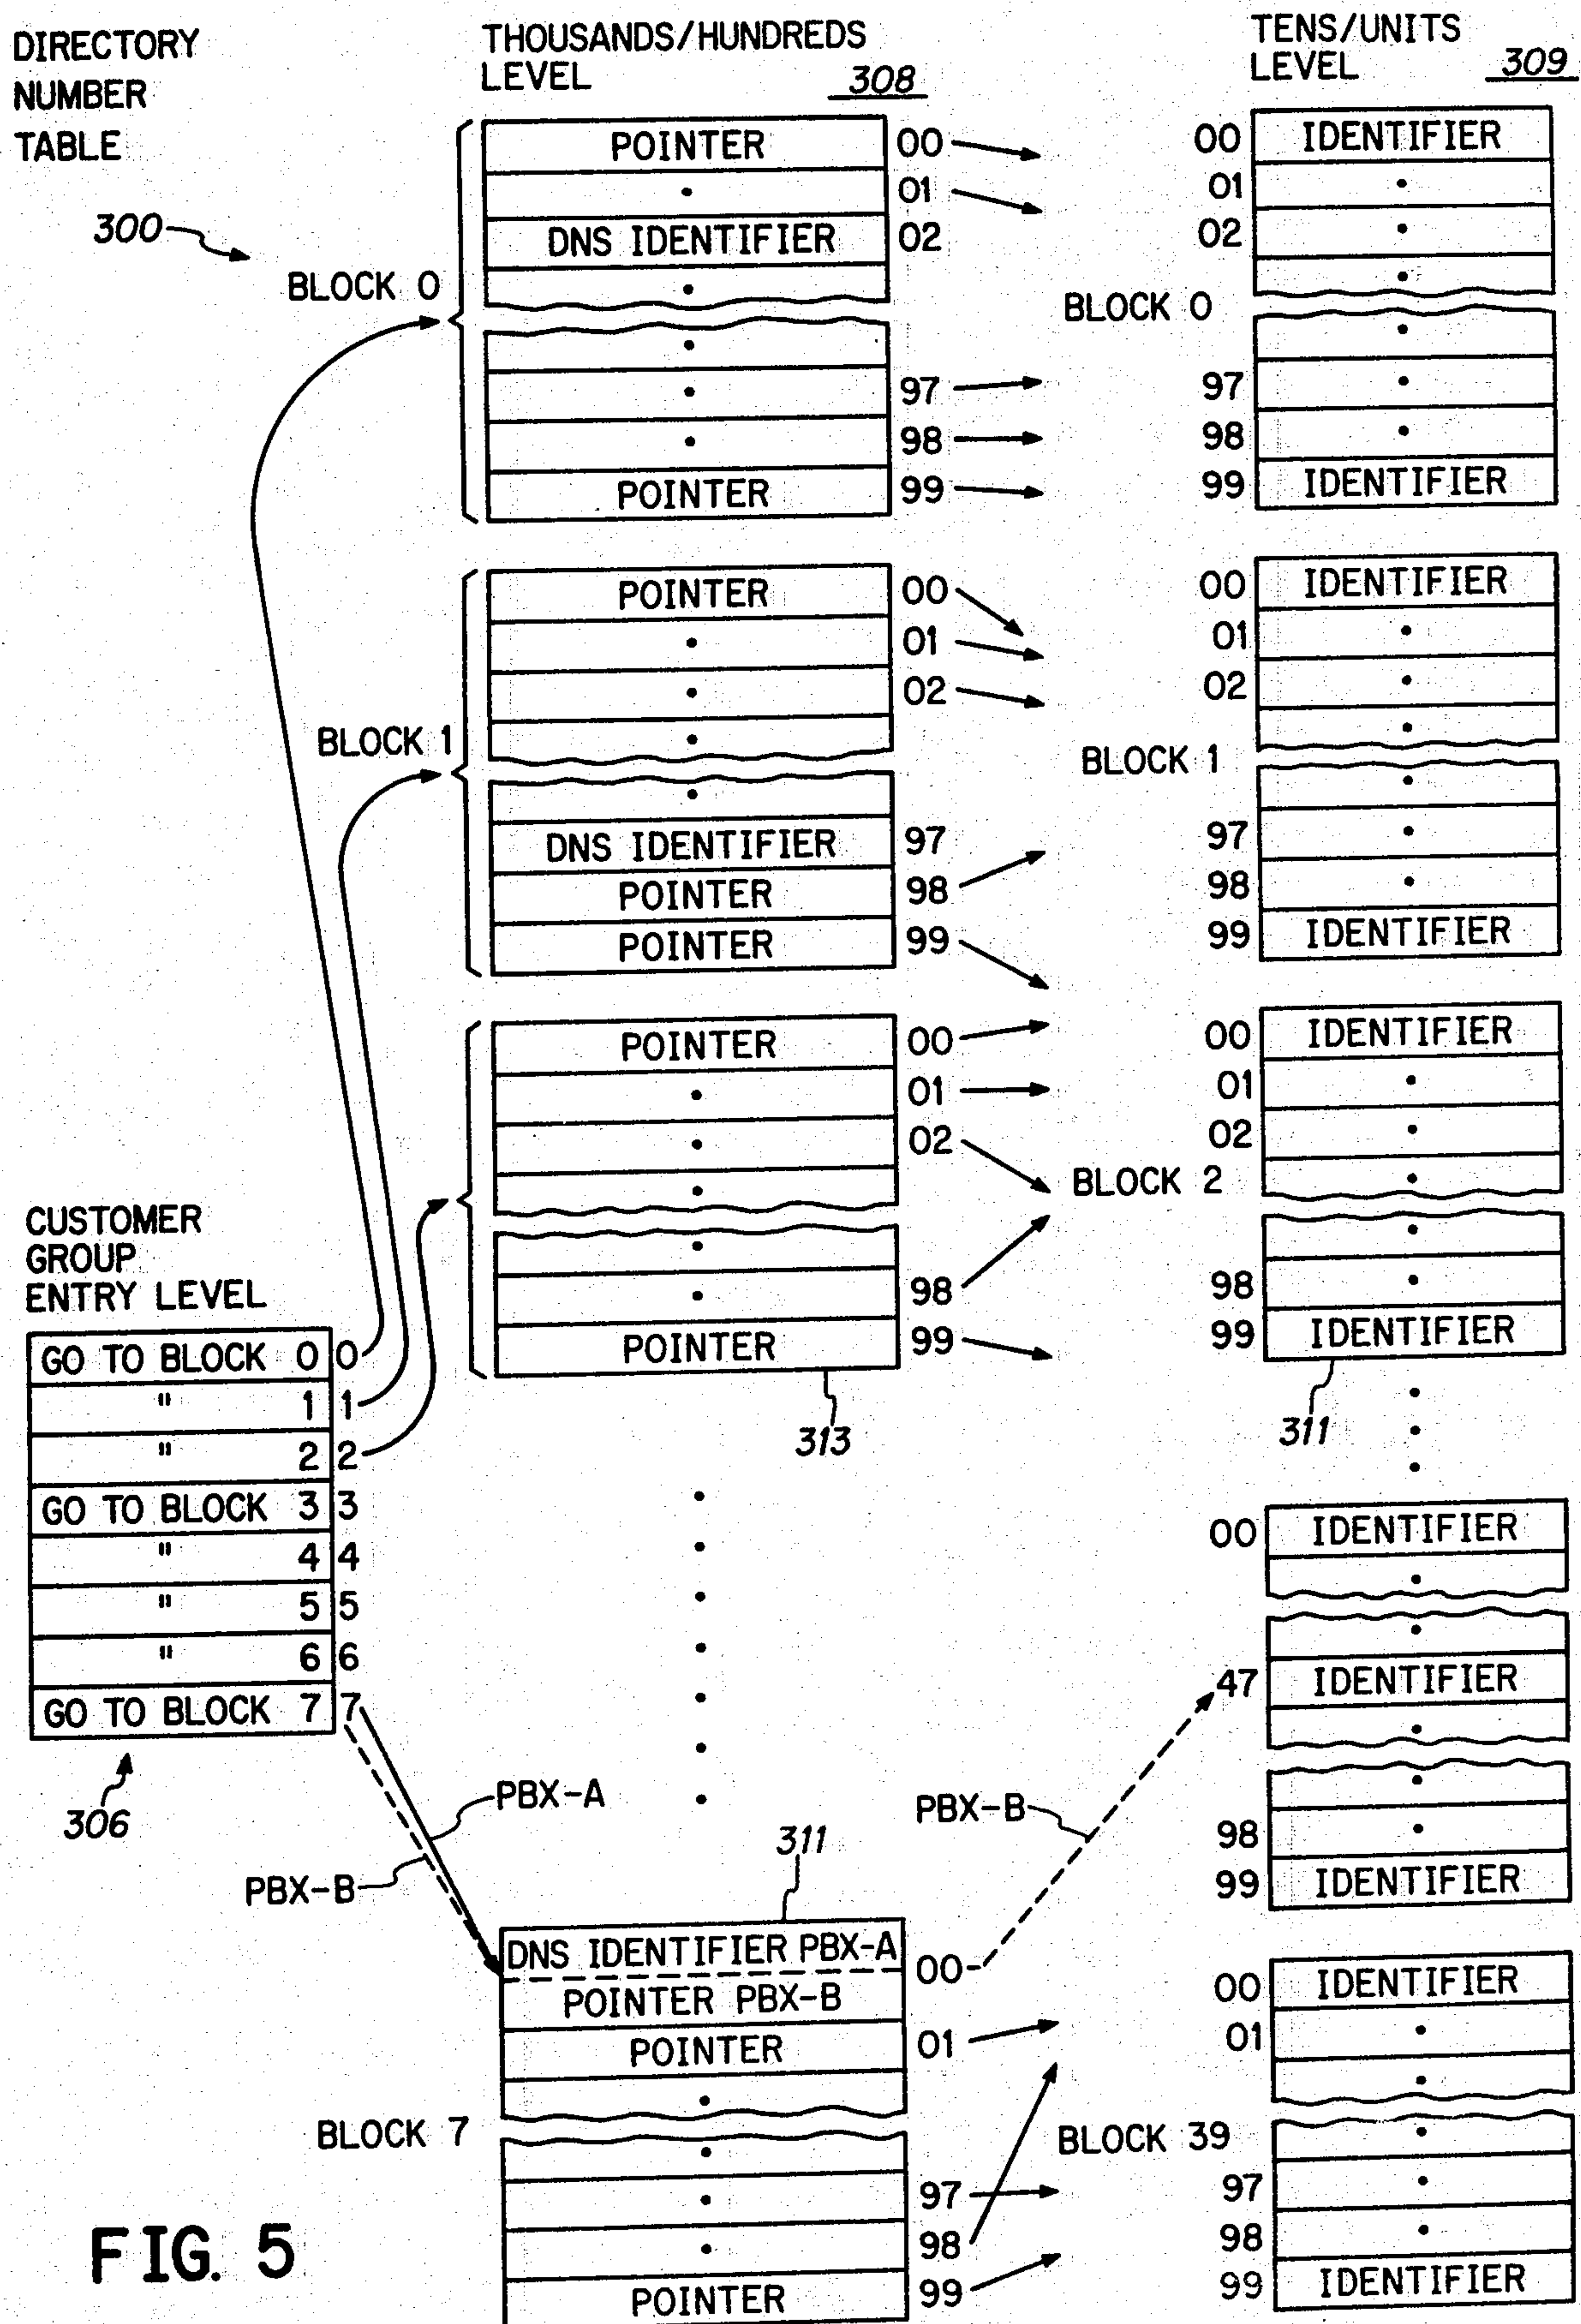 DIRECTORY
NUMBER
TABLE
300
THOUSANDS/HUNDREDS
LEVEL 308
TENS/UNITS
LEVEL 309
BLOCK 0
POINTER 00
01
DNS IDENTIFIER 02
97
98
POINTER 99
BLOCK 0
00 IDENTIFIER
01
02
97
98
99 IDENTIFIER
BLOCK 1
POINTER 00
01
02
DNS IDENTIFIER 97
POINTER 98
POINTER 99
BLOCK 1
00 IDENTIFIER
01
02
97
98
99 IDENTIFIER
POINTER 00
01
02
98
POINTER 99
313
BLOCK 2
00 IDENTIFIER
01
02
98
99 IDENTIFIER
311
CUSTOMER
GROUP
ENTRY LEVEL
GO TO BLOCK 0 0
" 1 1
" 2 2
GO TO BLOCK 3 3
" 4 4
" 5 5
" 6 6
GO TO BLOCK 7 7
306
PBX-A
PBX-B
PBX-B
00 IDENTIFIER
47 IDENTIFIER
98
99 IDENTIFIER
311
DNS IDENTIFIER PBX-A
00
POINTER PBX-B
POINTER 01
BLOCK 7
97
98
POINTER 99
BLOCK 39
00 IDENTIFIER
01
97
98
99 IDENTIFIER
FIG. 5